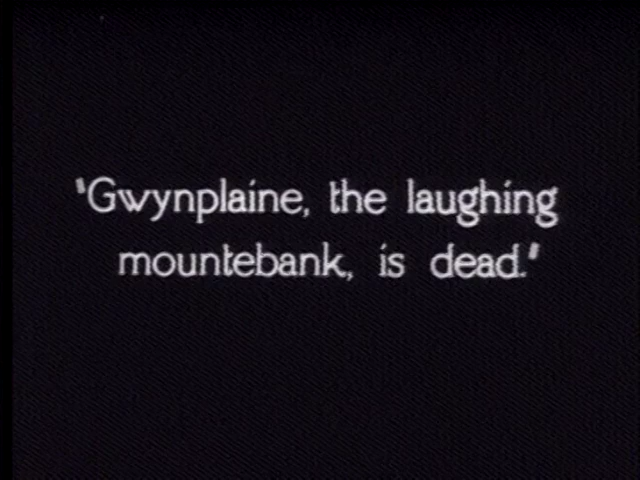 "Gwynplaine, the laughing
mountebank, is dead."